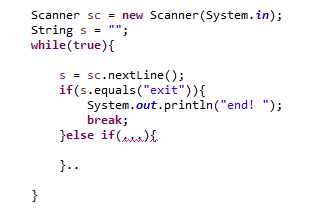 Scanner sc = new Scanner(System.in);
String s = "";
while(true){
s = sc.nextLine();
if(s.equals("exit")){
System.out.println("end! ");
break;
}else if(,,,){
}..
}